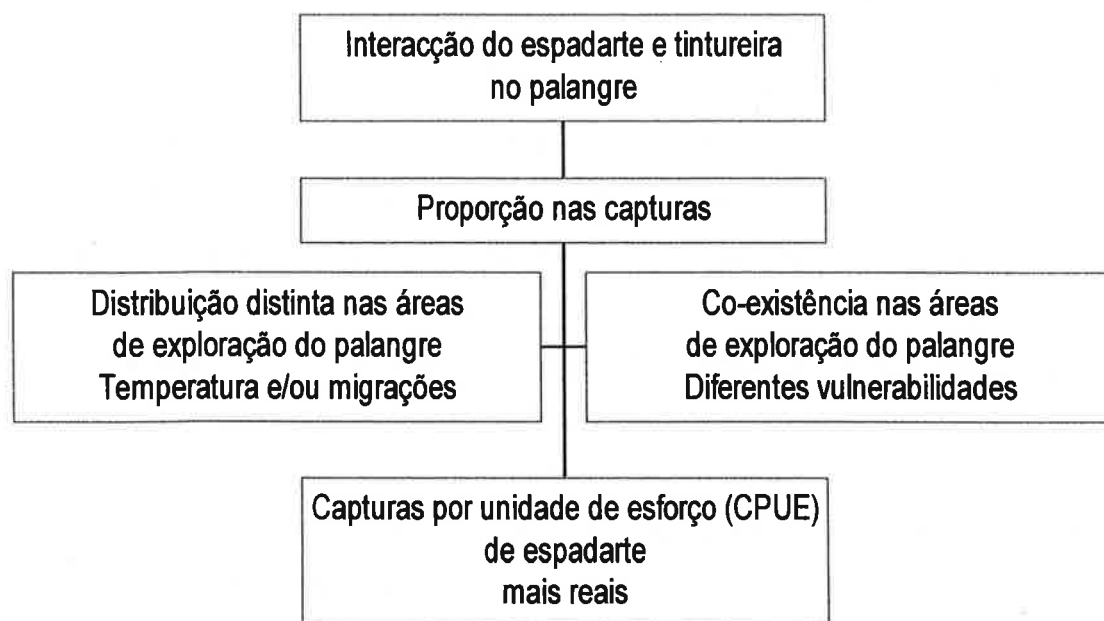 Interacção do espadarte e tintureira
no palangre
Proporção nas capturas
Distribuição distinta nas áreas
de exploração do palangre
Temperatura e/ou migrações
Co-existência nas áreas
de exploração do palangre
Diferentes vulnerabilidades
Capturas por unidade de esforço (CPUE)
de espadarte
mais reais